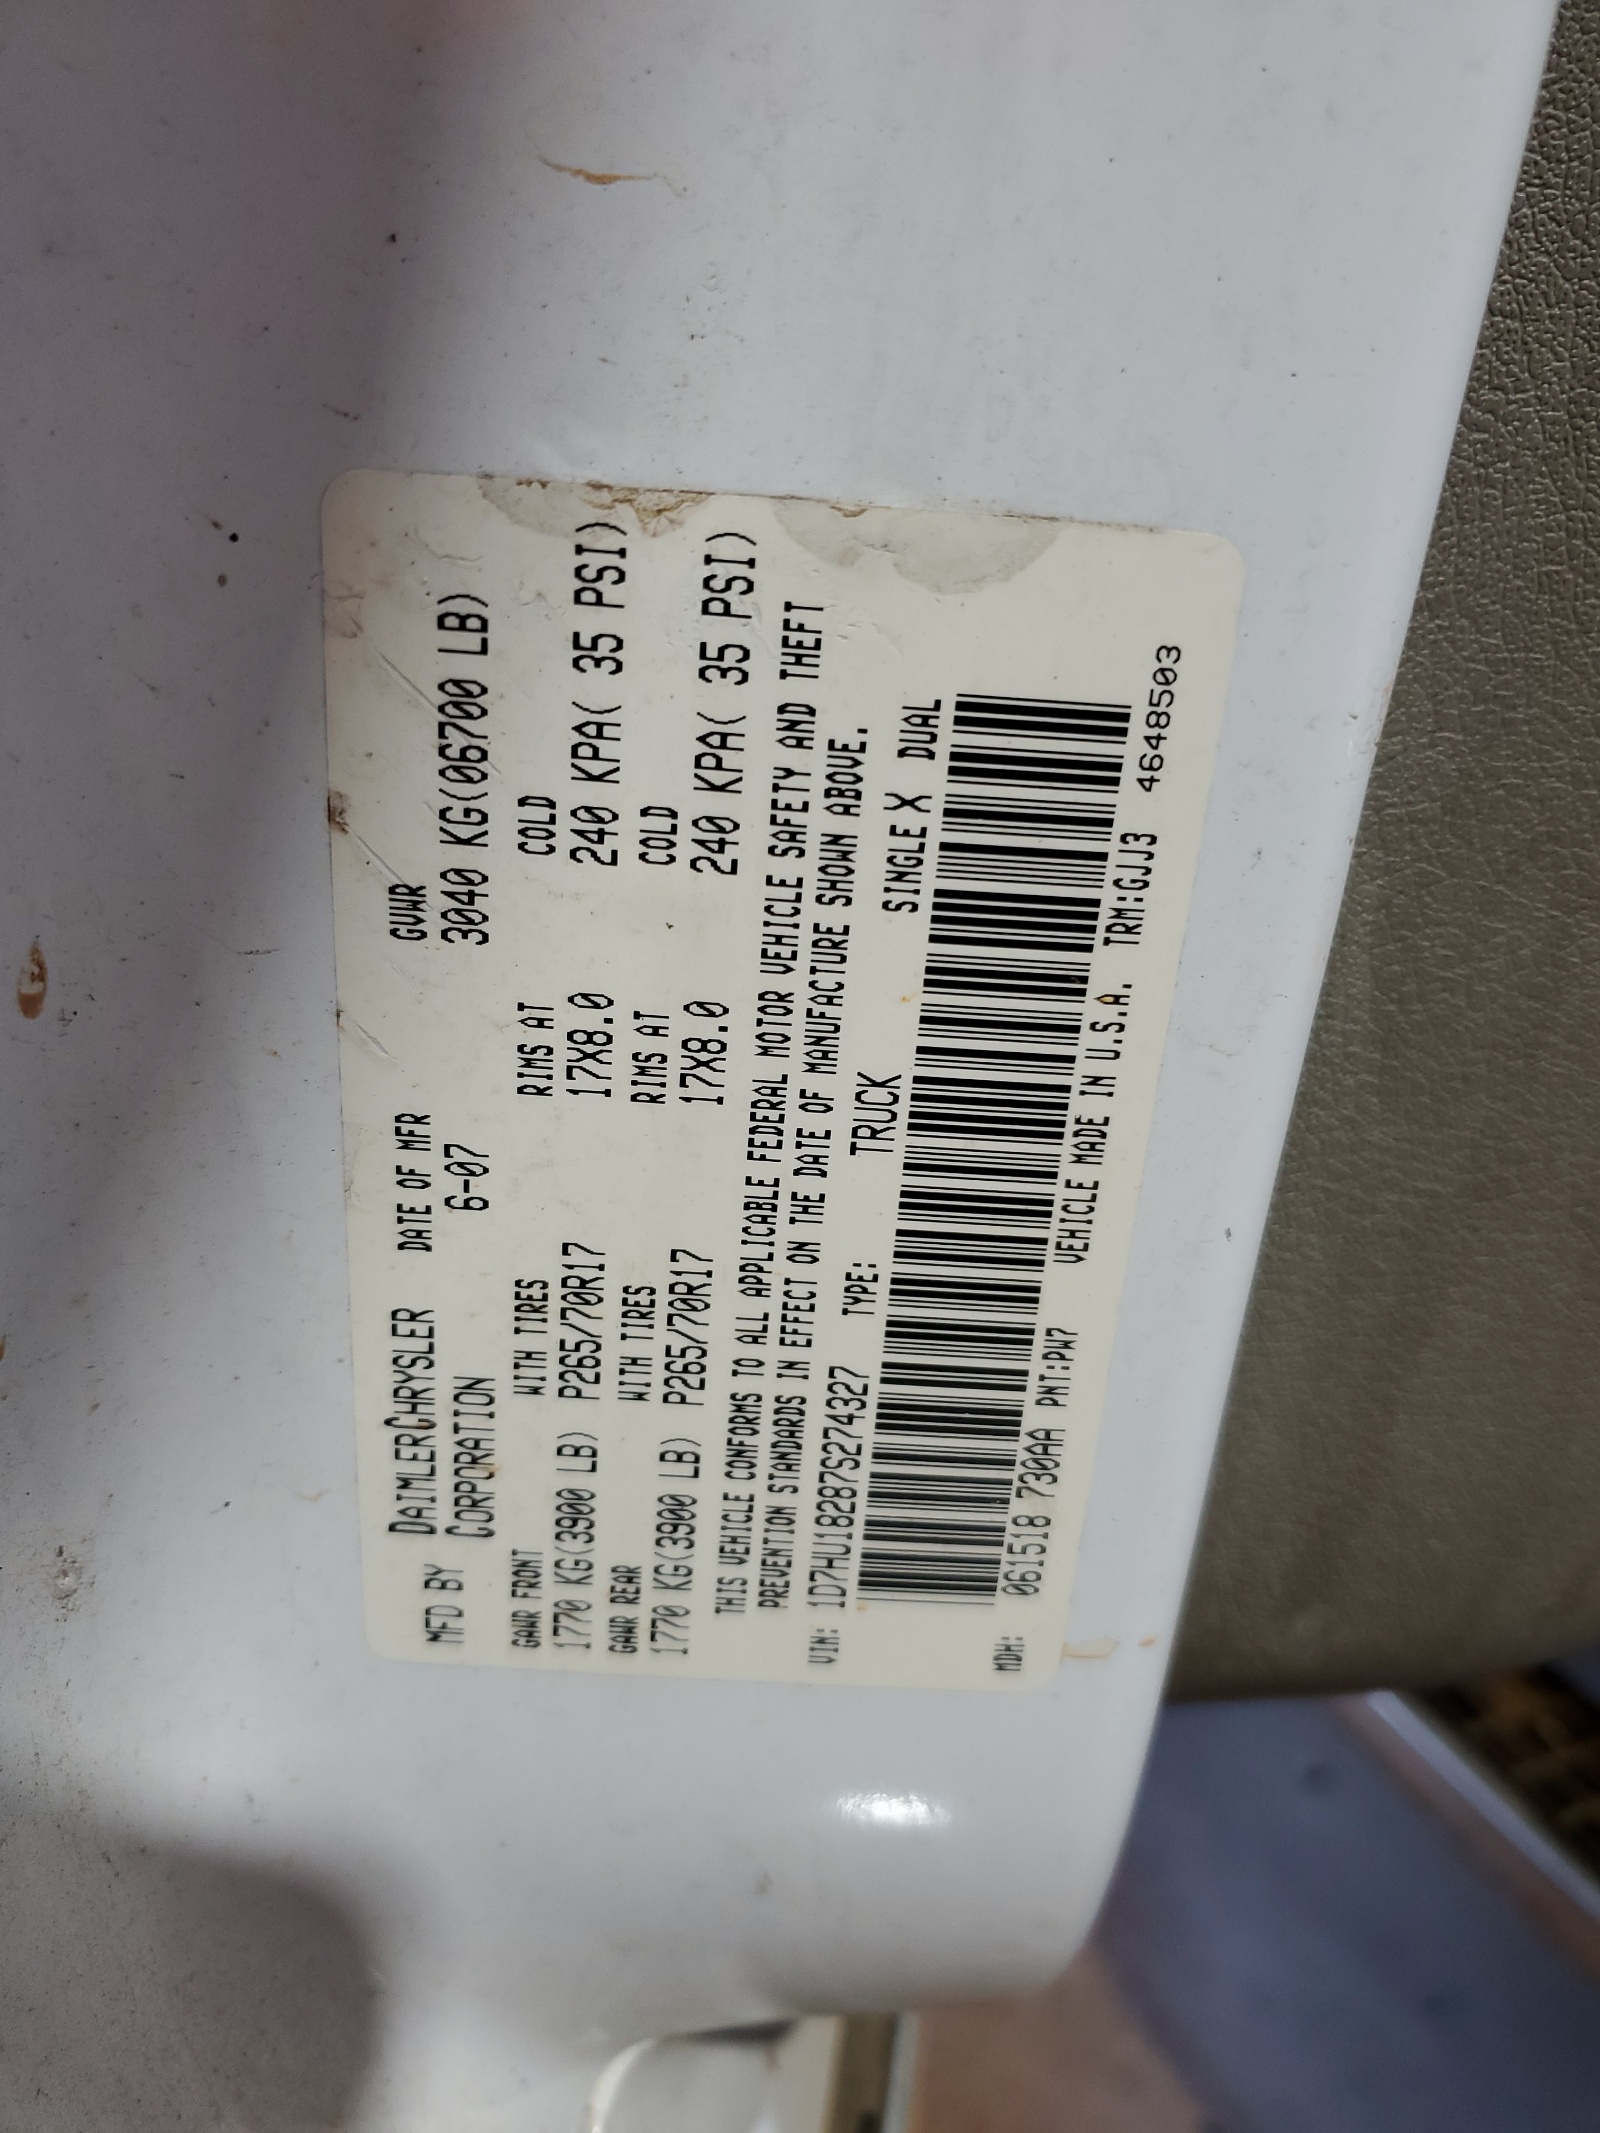 MFD BY DAIMLERCHRYSLER CORPORATION DATE OF MFR 6-07 GVWR 3040 KG(06700 LB)
GAWR FRONT WITH TIRES RIMS AT COLD
1770 KG(3900 LB) P265/70R17 17X8.0 240 KPA( 35 PSI)
GAWR REAR WITH TIRES RIMS AT COLD
1770 KG(3900 LB) P265/70R17 17X8.0 240 KPA( 35 PSI)
THIS VEHICLE CONFORMS TO ALL APPLICABLE FEDERAL MOTOR VEHICLE SAFETY AND THEFT
PREVENTION STANDARDS IN EFFECT ON THE DATE OF MANUFACTURE SHOWN ABOVE.
VIN: 1D7HU18287S274327 TYPE: TRUCK SINGLE X DUAL
MDH: 061518 730AA PNT:PW7 VEHICLE MADE IN U.S.A. TRM:GJJ3 4648503